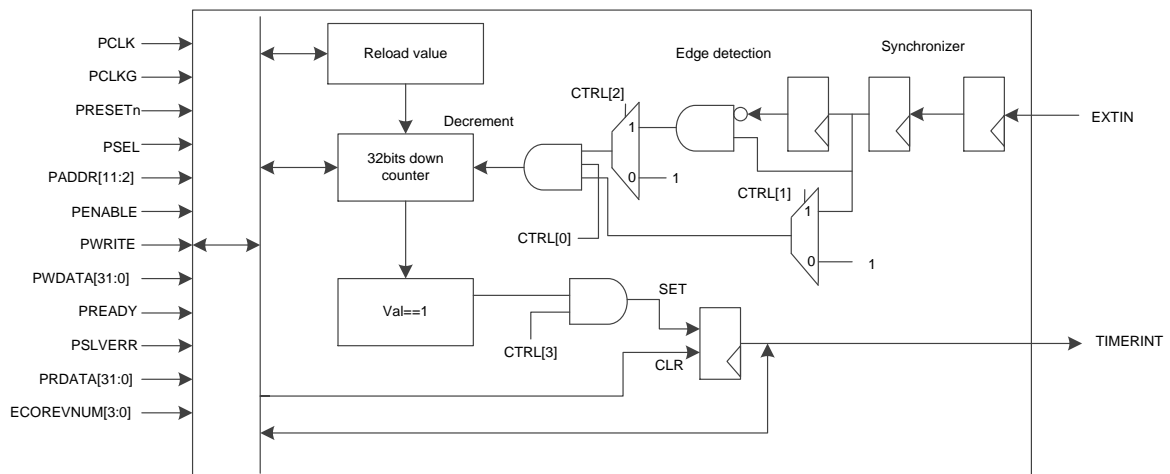 PCLK
PCLKG
PRESETn
PSEL
PADDR[11:2]
PENABLE
PWRITE
PWDATA[31:0]
PREADY
PSLVERR
PRDATA[31:0]
ECOREVNUM[3:0]
Reload value
Decrement
32bits down
counter
Val==1
Edge detection
Synchronizer
CTRL[2]
1
0
1
CTRL[1]
1
0
1
CTRL[0]
CTRL[3]
SET
CLR
EXTIN
TIMERINT